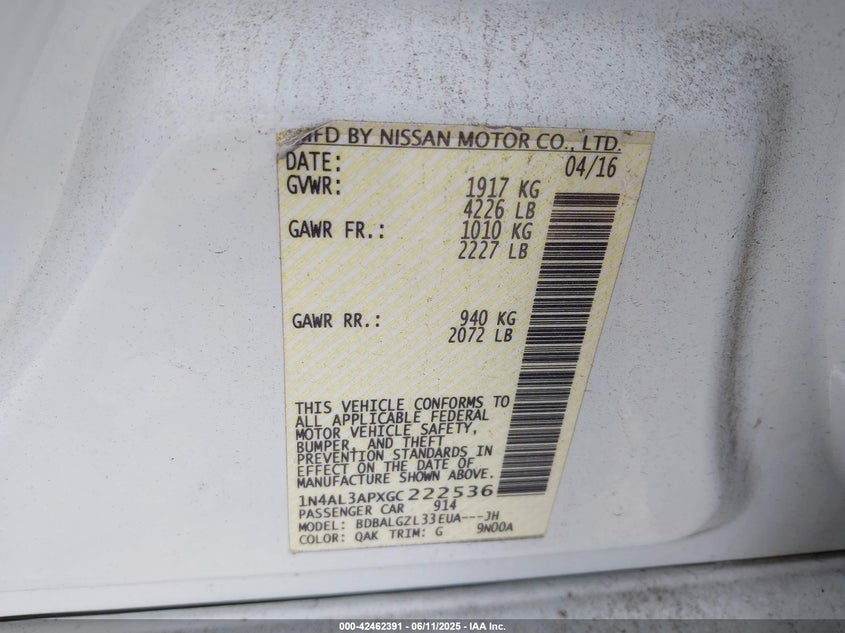 MFD BY NISSAN MOTOR CO., LTD.
DATE: 04/16
GVWR: 1917 KG
4226 LB
GAWR FR.: 1010 KG
2227 LB
GAWR RR.: 940 KG
2072 LB
THIS VEHICLE CONFORMS TO
ALL APPLICABLE FEDERAL
MOTOR VEHICLE SAFETY,
BUMPER, AND THEFT
PREVENTION STANDARDS IN
EFFECT ON THE DATE OF
MANUFACTURE SHOWN ABOVE.
1N4AL3APXGC222536
PASSENGER CAR 914
MODEL: BDBALGZL33EUA---JH
COLOR: QAK TRIM: G 9N00A
000-42462391 - 06/11/2025 - IAA Inc.